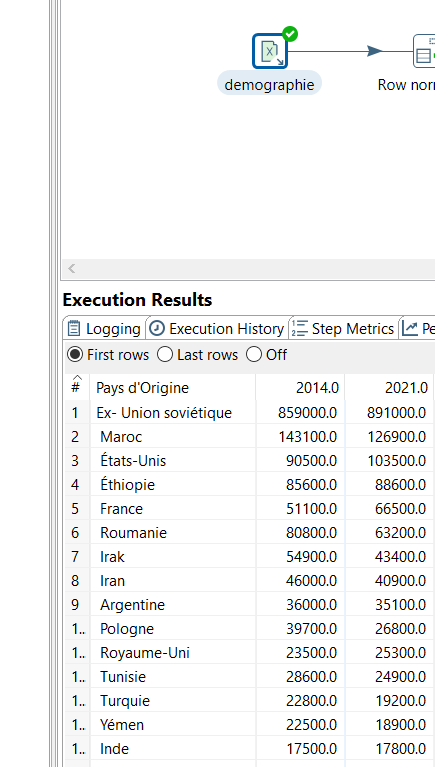 demographie
Row nor
Execution Results
Logging Execution History Step Metrics Pe
First rows Last rows Off
# Pays d'Origine 2014.0 2021.0
1 Ex- Union soviétique 859000.0 891000.0
2 Maroc 143100.0 126900.0
3 États-Unis 90500.0 103500.0
4 Éthiopie 85600.0 88600.0
5 France 51100.0 66500.0
6 Roumanie 80800.0 63200.0
7 Irak 54900.0 43400.0
8 Iran 46000.0 40900.0
9 Argentine 36000.0 35100.0
1.. Pologne 39700.0 26800.0
1.. Royaume-Uni 23500.0 25300.0
1.. Tunisie 28600.0 24900.0
1.. Turquie 22800.0 19200.0
1.. Yémen 22500.0 18900.0
1.. Inde 17500.0 17800.0